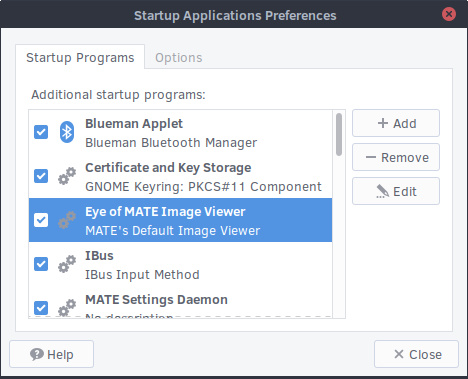 Startup Applications Preferences
Startup Programs
Options
Additional startup programs:
Blueman Applet
Blueman Bluetooth Manager
Certificate and Key Storage
GNOME Keyring: PKCS#11 Component
Eye of MATE Image Viewer
MATE's Default Image Viewer
IBus
IBus Input Method
MATE Settings Daemon
No description
Add
Remove
Edit
Help
Close